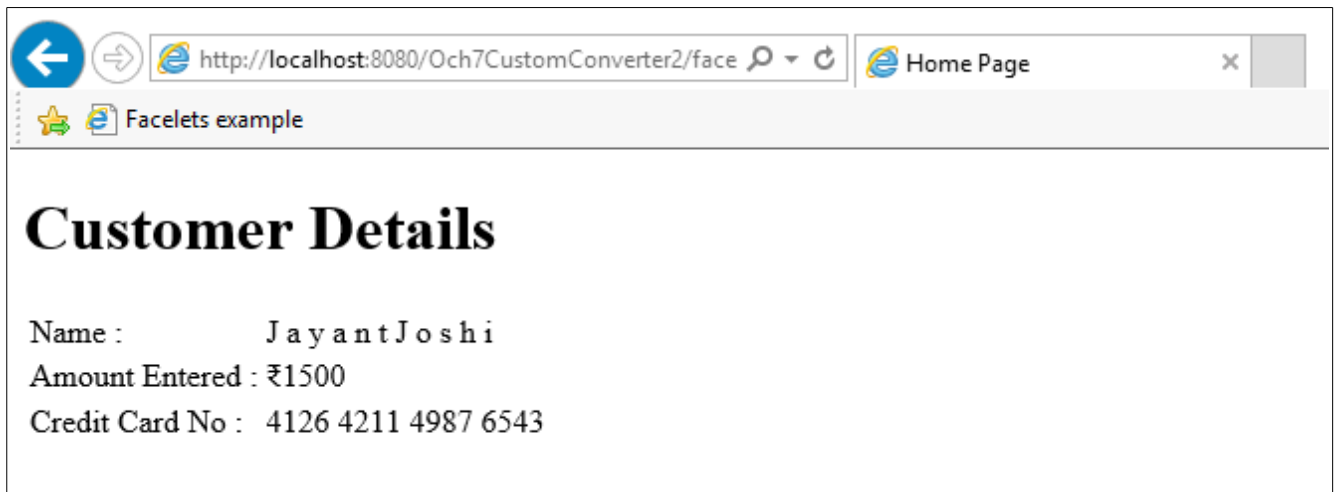 http://localhost:8080/Och7CustomConverter2/face
Home Page
Facelets example
Customer Details
Name : J a y a n t J o s h i
Amount Entered : ₹1500
Credit Card No : 4126 4211 4987 6543